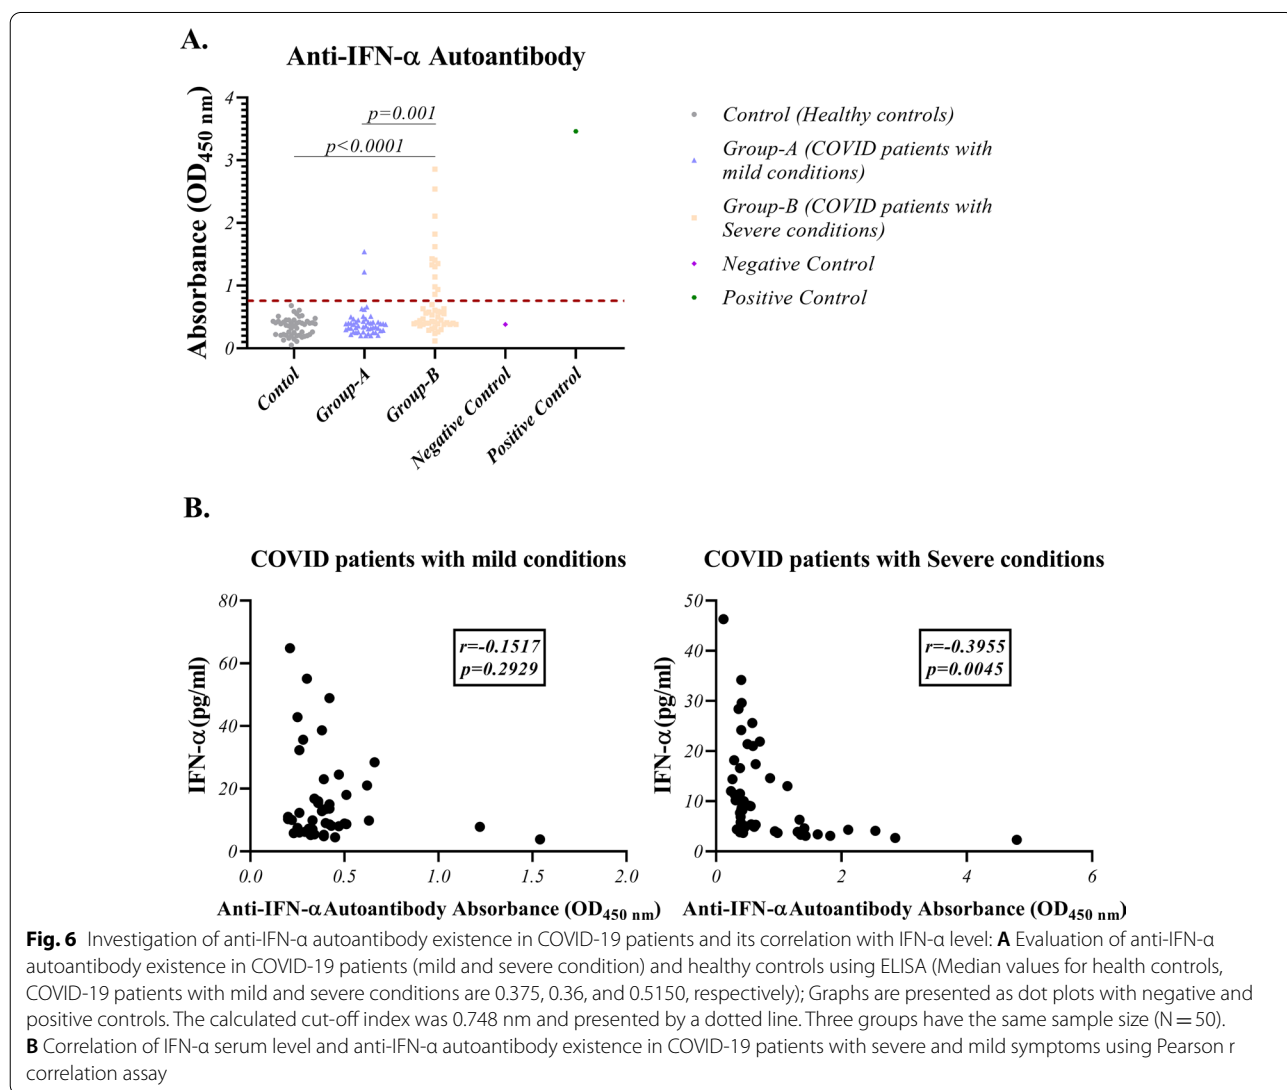 A.
Anti-IFN-α Autoantibody
Absorbance (OD450 nm)
4
3
2
1
0
p=0.001
p<0.0001
Contol
Group-A
Group-B
Negative Control
Positive Control
Control (Healthy controls)
Group-A (COVID patients with
mild conditions)
Group-B (COVID patients with
Severe conditions)
Negative Control
Positive Control
B.
COVID patients with mild conditions
IFN-α(pg/ml)
80
60
40
20
0
r=-0.1517
p=0.2929
0.0 0.5 1.0 1.5 2.0
Anti-IFN-αAutoantibody Absorbance (OD450 nm)
COVID patients with Severe conditions
IFN-α(pg/ml)
50
40
30
20
10
0
r=-0.3955
p=0.0045
0 2 4 6
Anti-IFN-αAutoantibody Absorbance (OD450 nm)
Fig. 6 Investigation of anti-IFN-α autoantibody existence in COVID-19 patients and its correlation with IFN-α level: A Evaluation of anti-IFN-α
autoantibody existence in COVID-19 patients (mild and severe condition) and healthy controls using ELISA (Median values for health controls,
COVID-19 patients with mild and severe conditions are 0.375, 0.36, and 0.5150, respectively); Graphs are presented as dot plots with negative and
positive controls. The calculated cut-off index was 0.748 nm and presented by a dotted line. Three groups have the same sample size (N = 50).
B Correlation of IFN-α serum level and anti-IFN-α autoantibody existence in COVID-19 patients with severe and mild symptoms using Pearson r
correlation assay